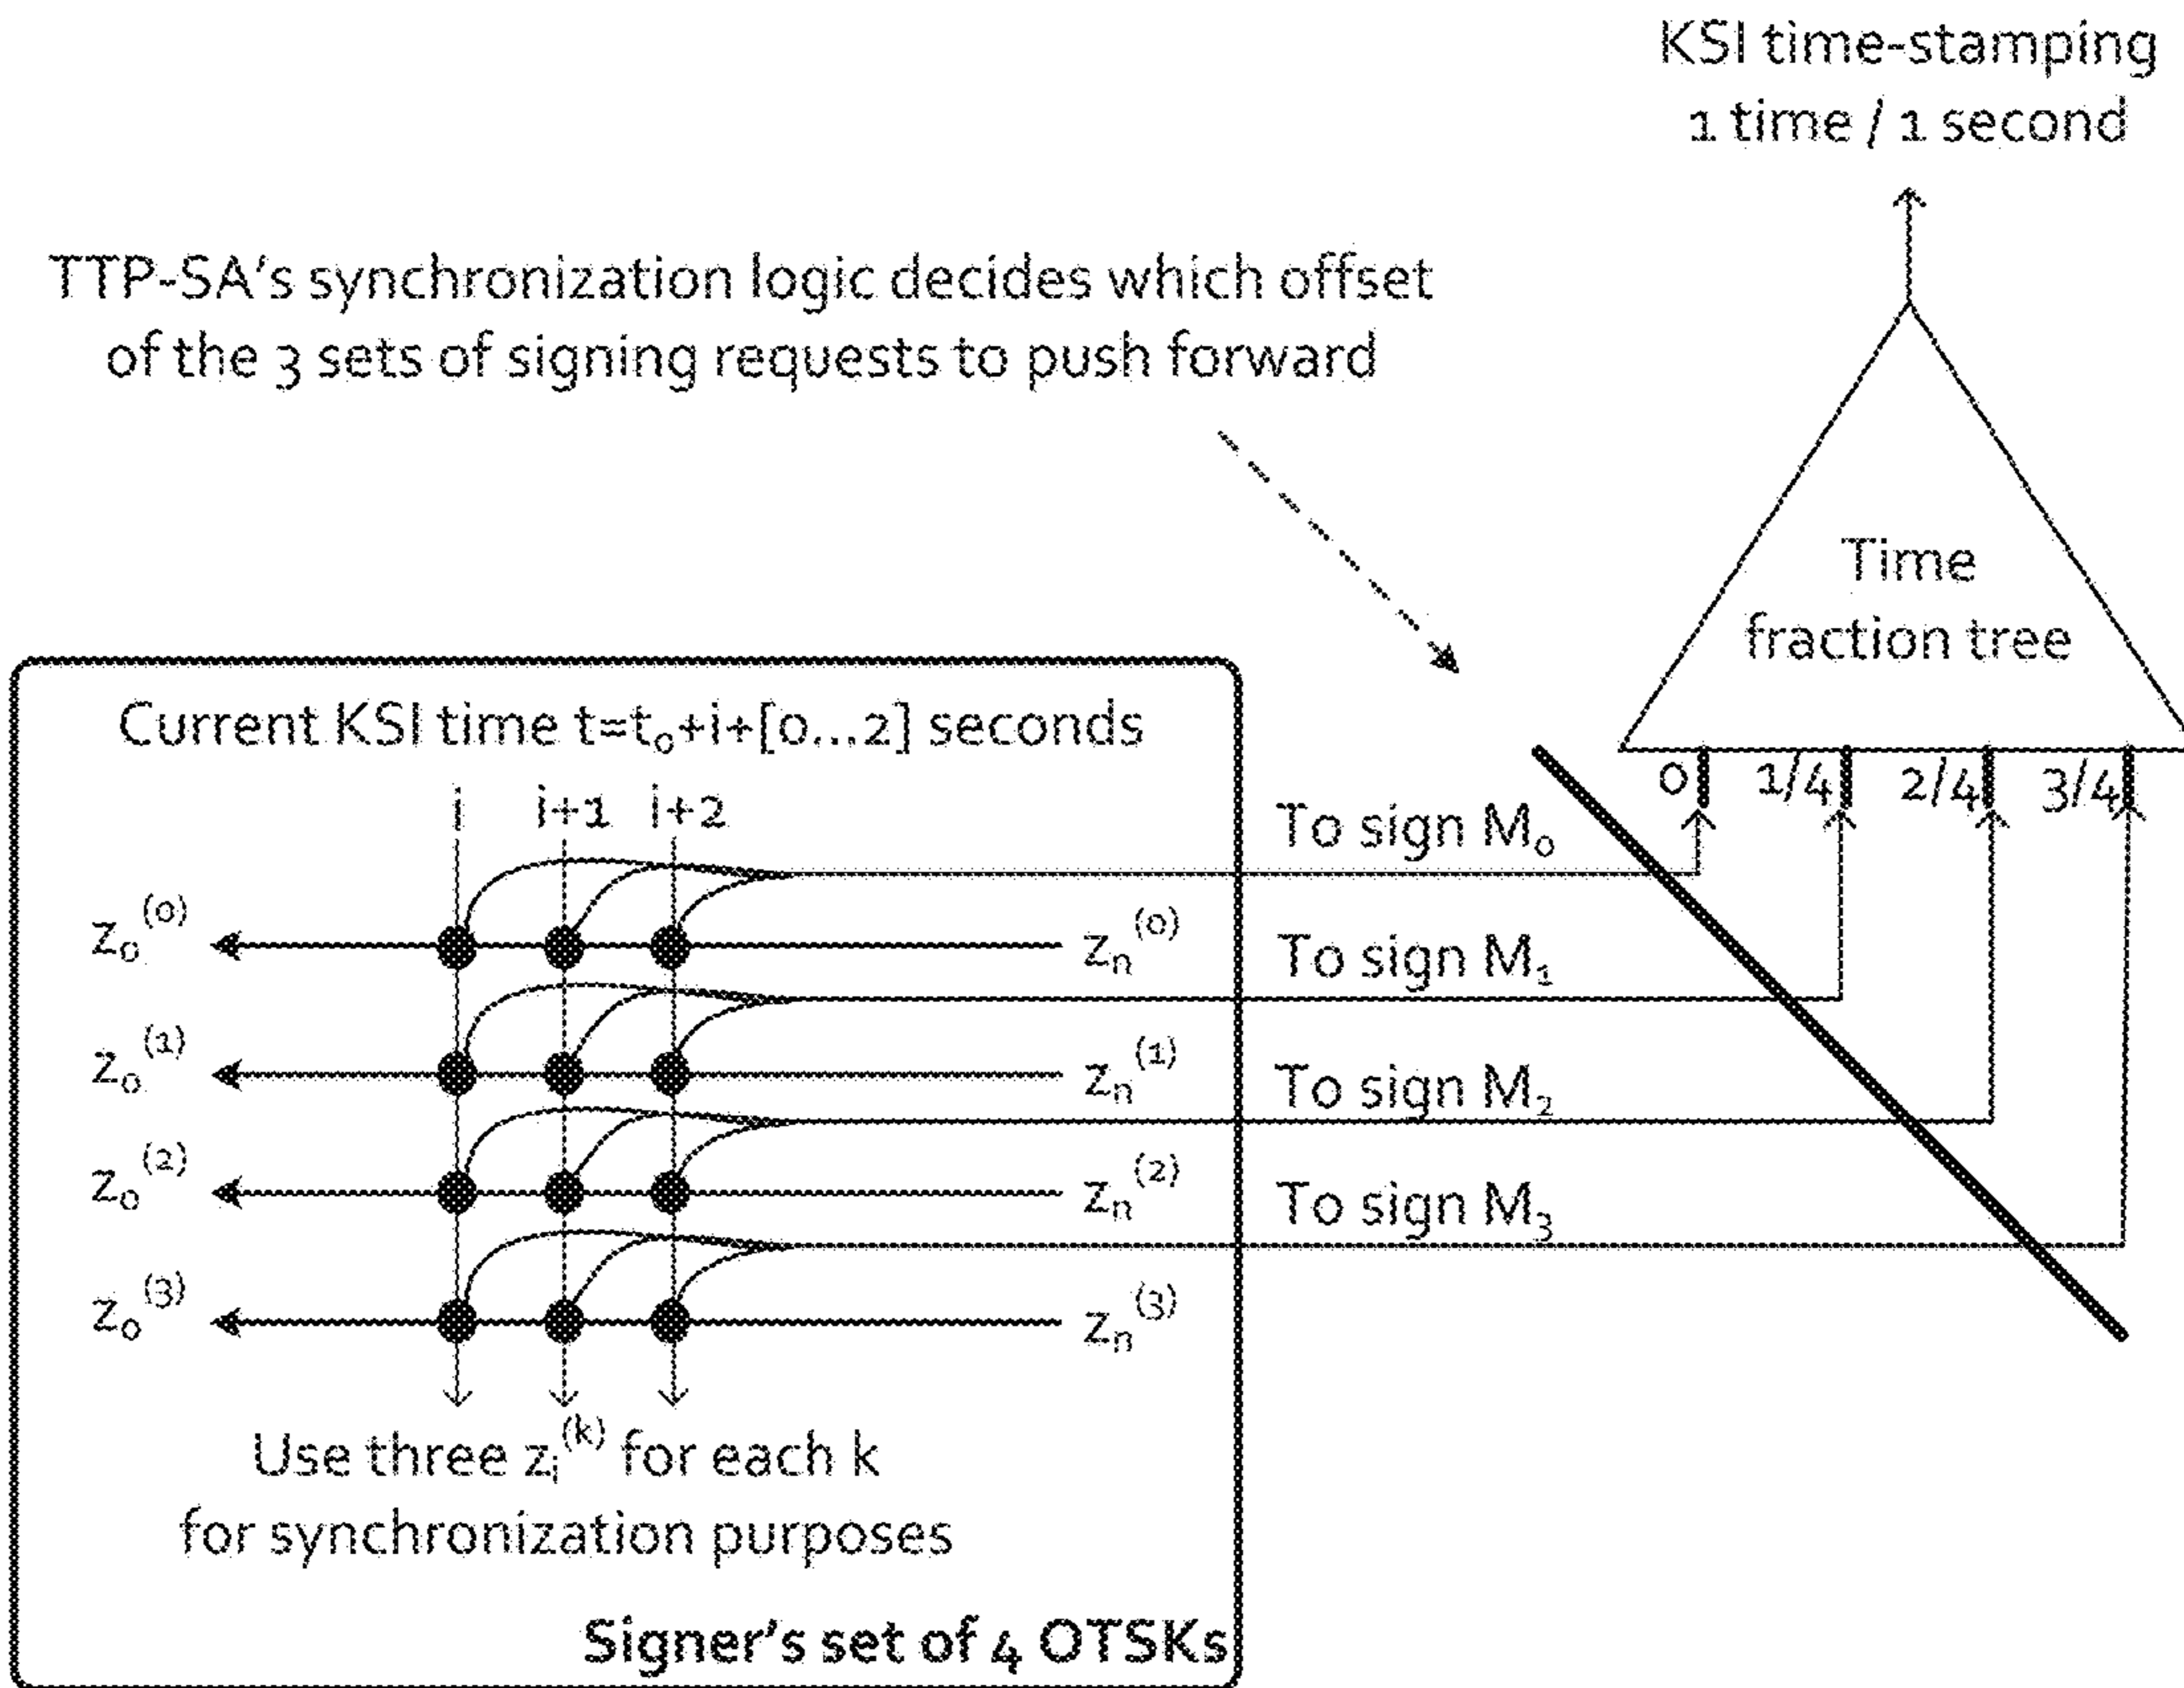 KSI time-stamping
1 time / 1 second
TTP-SA's synchronization logic decides which offset
of the 3 sets of signing requests to push forward
Time
fraction tree
0 1/4 2/4 3/4
Current KSI time t=t₀+i+[0...2] seconds
i i+1 i+2
To sign M₀
z₀⁽⁰⁾ zₙ⁽⁰⁾
To sign M₁
z₀⁽¹⁾ zₙ⁽¹⁾
To sign M₂
z₀⁽²⁾ zₙ⁽²⁾
To sign M₃
z₀⁽³⁾ zₙ⁽³⁾
Use three zᵢ⁽ᵏ⁾ for each k
for synchronization purposes
Signer's set of 4 OTSKs